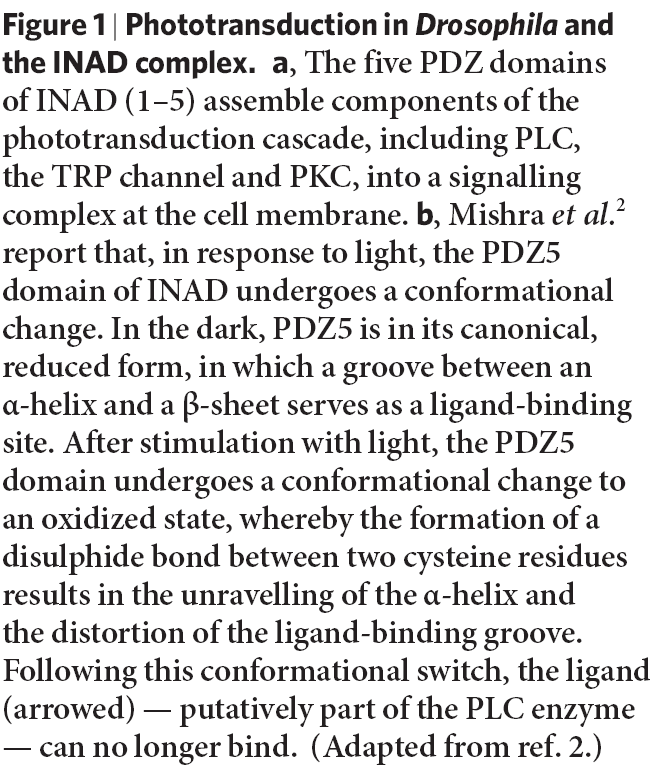 Figure 1 | Phototransduction in Drosophila and
the INAD complex. a, The five PDZ domains
of INAD (1–5) assemble components of the
phototransduction cascade, including PLC,
the TRP channel and PKC, into a signalling
complex at the cell membrane. b, Mishra et al.²
report that, in response to light, the PDZ5
domain of INAD undergoes a conformational
change. In the dark, PDZ5 is in its canonical,
reduced form, in which a groove between an
α-helix and a β-sheet serves as a ligand-binding
site. After stimulation with light, the PDZ5
domain undergoes a conformational change to
an oxidized state, whereby the formation of a
disulphide bond between two cysteine residues
results in the unravelling of the α-helix and
the distortion of the ligand-binding groove.
Following this conformational switch, the ligand
(arrowed) — putatively part of the PLC enzyme
— can no longer bind. (Adapted from ref. 2.)